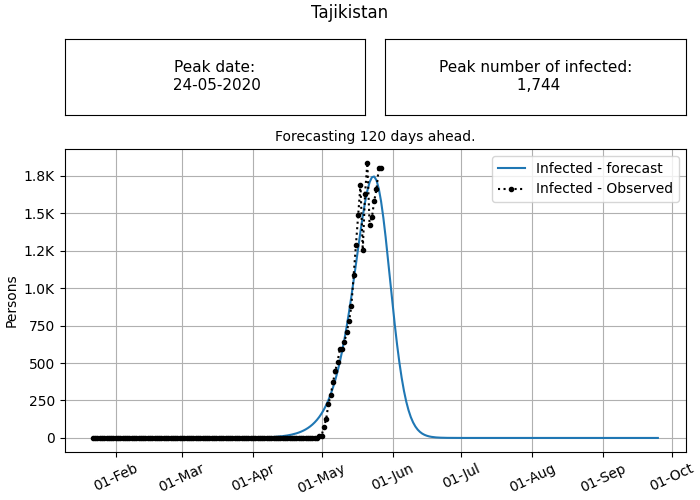 Tajikistan
Peak date:
24-05-2020
Peak number of infected:
1,744
Forecasting 120 days ahead.
Infected - forecast
Infected - Observed
Persons
1.8K
1.5K
1.2K
1.0K
750
500
250
0
01-Feb
01-Mar
01-Apr
01-May
01-Jun
01-Jul
01-Aug
01-Sep
01-Oct